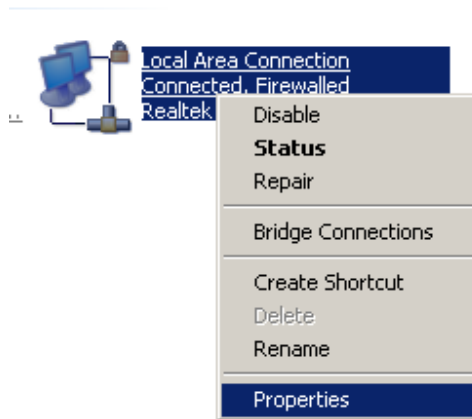 Local Area Connection
Connected, Firewalled
Realtek
Disable
Status
Repair
Bridge Connections
Create Shortcut
Delete
Rename
Properties